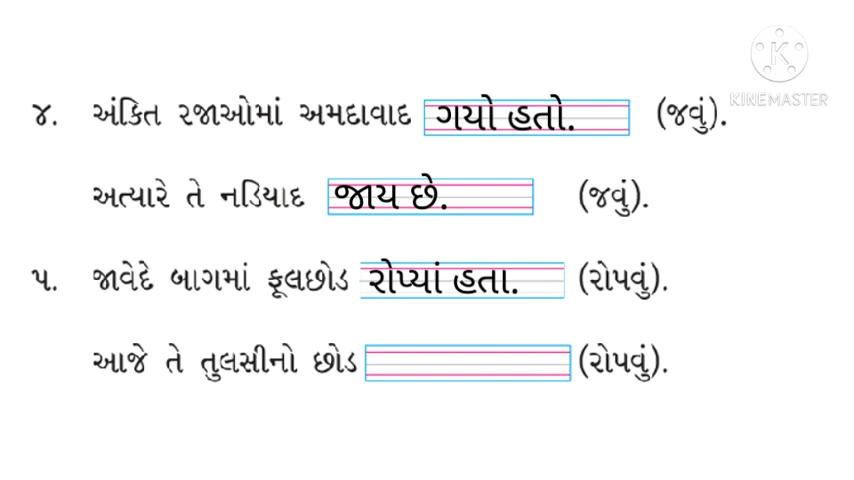 KINEMASTER
૪. અંકિત રજાઓમાં અમદાવાદ ગયો હતો. (જવું).
અત્યારે તે નડિયાદ જાય છે. (જવું).
૫. જાવેદે બાગમાં ફૂલછોડ રોપ્યાં હતા. (રોપવું).
આજે તે તુલસીનો છોડ (રોપવું).